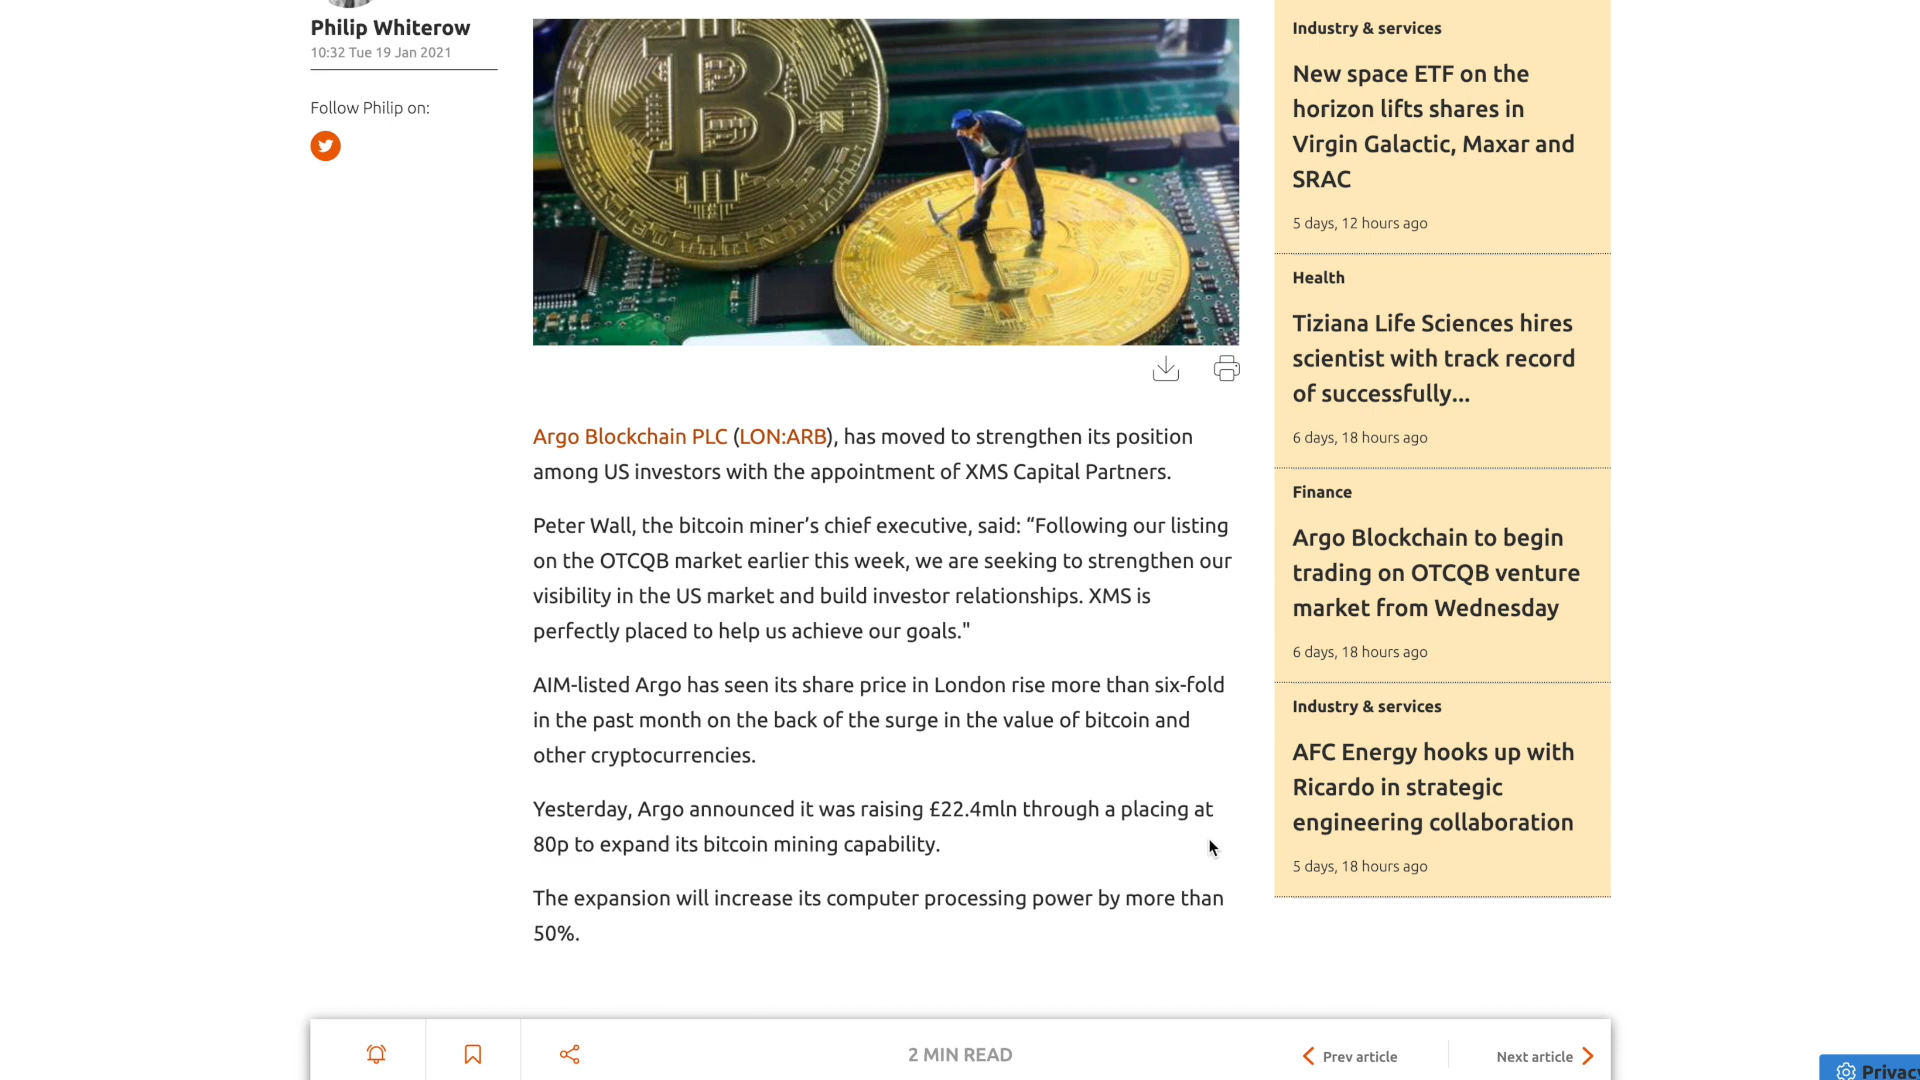 Philip Whiterow
10:32 Tue 19 Jan 2021
Follow Philip on:
Argo Blockchain PLC (LON:ARB), has moved to strengthen its position
among US investors with the appointment of XMS Capital Partners.
Peter Wall, the bitcoin miner’s chief executive, said: “Following our listing
on the OTCQB market earlier this week, we are seeking to strengthen our
visibility in the US market and build investor relationships. XMS is
perfectly placed to help us achieve our goals."
AIM-listed Argo has seen its share price in London rise more than six-fold
in the past month on the back of the surge in the value of bitcoin and
other cryptocurrencies.
Yesterday, Argo announced it was raising £22.4mln through a placing at
80p to expand its bitcoin mining capability.
The expansion will increase its computer processing power by more than
50%.
Industry & services
New space ETF on the
horizon lifts shares in
Virgin Galactic, Maxar and
SRAC
5 days, 12 hours ago
Health
Tiziana Life Sciences hires
scientist with track record
of successfully...
6 days, 18 hours ago
Finance
Argo Blockchain to begin
trading on OTCQB venture
market from Wednesday
6 days, 18 hours ago
Industry & services
AFC Energy hooks up with
Ricardo in strategic
engineering collaboration
5 days, 18 hours ago
2 MIN READ
Prev article
Next article
Privacy